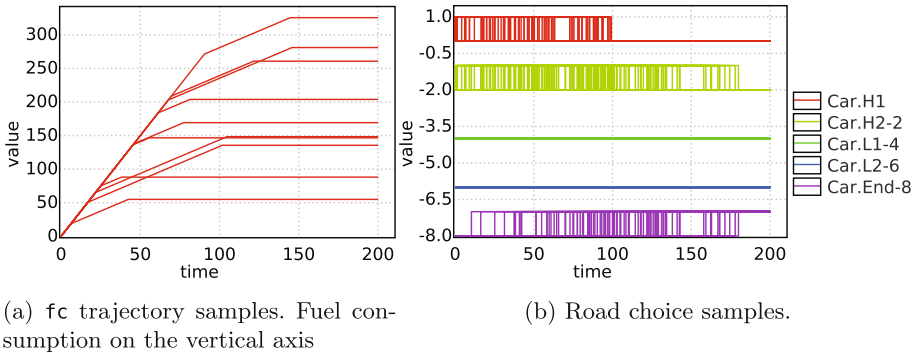 300
250
200
150
100
50
0
value
0 50 100 150 200
time
1.0
-0.5
-2.0
-3.5
-5.0
-6.5
-8.0
value
0 50 100 150 200
time
Car.H1
Car.H2-2
Car.L1-4
Car.L2-6
Car.End-8
(a) fc trajectory samples. Fuel con-
sumption on the vertical axis
(b) Road choice samples.